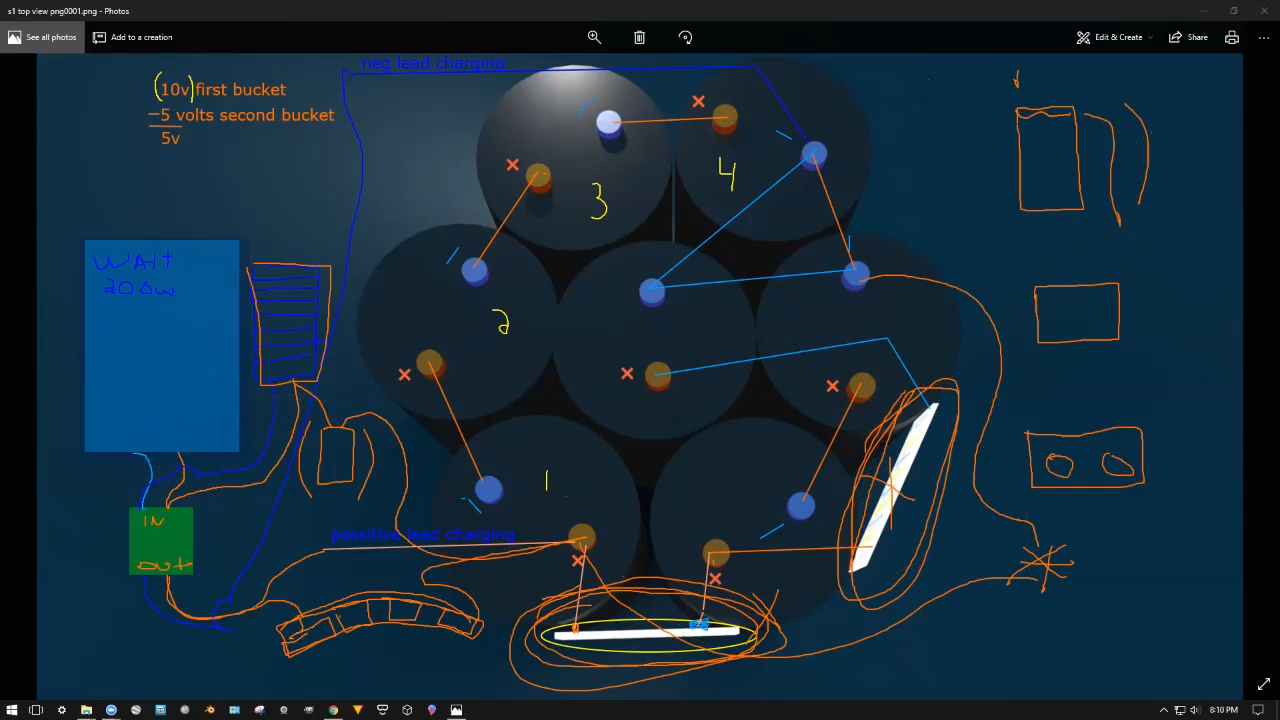 s1 top view png0001.png - Photos
See all photos
Add to a creation
Edit & Create
Share
neg lead charging
(10v) first bucket
-5 volts second bucket
5v
3
4
WAtt
200w
2
1
IN
OUT
possitive lead charging
8:10 PM